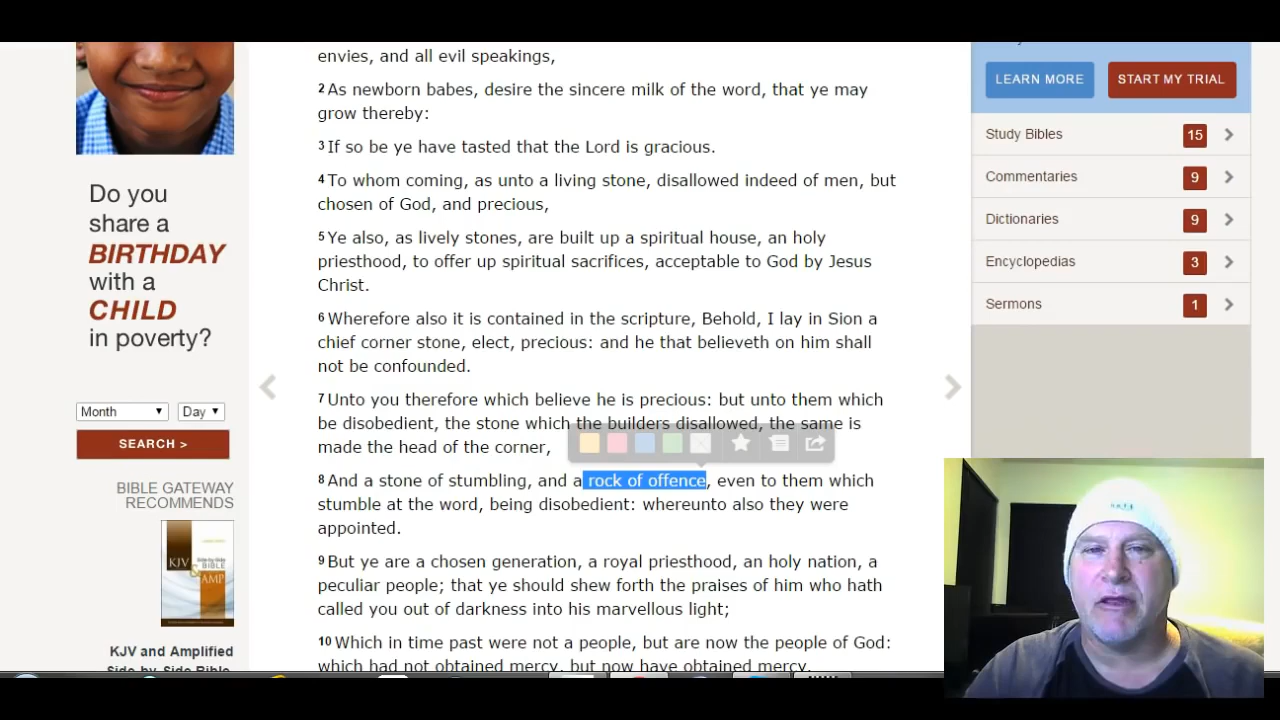 Do you
share a
BIRTHDAY
with a
CHILD
in poverty?
Month
Day
SEARCH >
BIBLE GATEWAY
RECOMMENDS
KJV
&
AMP
KJV and Amplified
Side-by-Side Bible
envies, and all evil speakings,
2 As newborn babes, desire the sincere milk of the word, that ye may
grow thereby:
3 If so be ye have tasted that the Lord is gracious.
4 To whom coming, as unto a living stone, disallowed indeed of men, but
chosen of God, and precious,
5 Ye also, as lively stones, are built up a spiritual house, an holy
priesthood, to offer up spiritual sacrifices, acceptable to God by Jesus
Christ.
6 Wherefore also it is contained in the scripture, Behold, I lay in Sion a
chief corner stone, elect, precious: and he that believeth on him shall
not be confounded.
7 Unto you therefore which believe he is precious: but unto them which
be disobedient, the stone which the builders disallowed, the same is
made the head of the corner,
8 And a stone of stumbling, and a rock of offence, even to them which
stumble at the word, being disobedient: whereunto also they were
appointed.
9 But ye are a chosen generation, a royal priesthood, an holy nation, a
peculiar people; that ye should shew forth the praises of him who hath
called you out of darkness into his marvellous light;
10 Which in time past were not a people, but are now the people of God:
which had not obtained mercy, but now have obtained mercy.
LEARN MORE
START MY TRIAL
Study Bibles 15
Commentaries 9
Dictionaries 9
Encyclopedias 3
Sermons 1